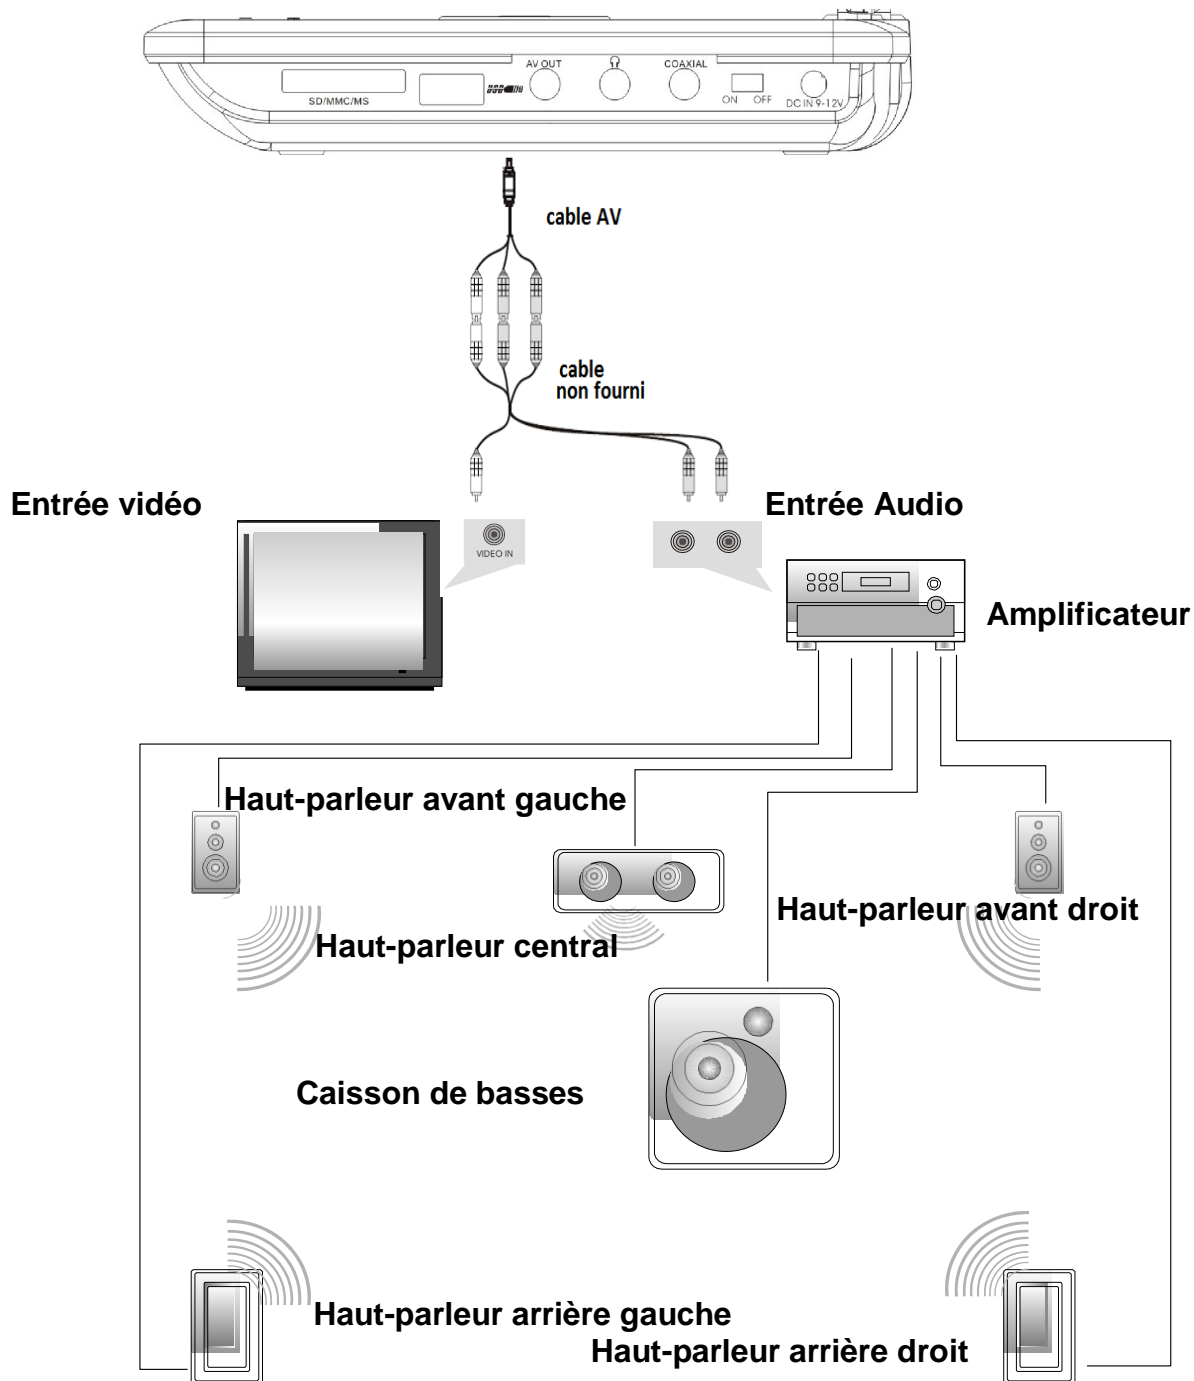 AV OUT
COAXIAL
SD/MMC/MS
ON OFF
DC IN 9-12V
cable AV
cable
non fourni
Entrée vidéo
Entrée Audio
VIDEO IN
Amplificateur
Haut-parleur avant gauche
Haut-parleur avant droit
Haut-parleur central
Caisson de basses
Haut-parleur arrière gauche
Haut-parleur arrière droit